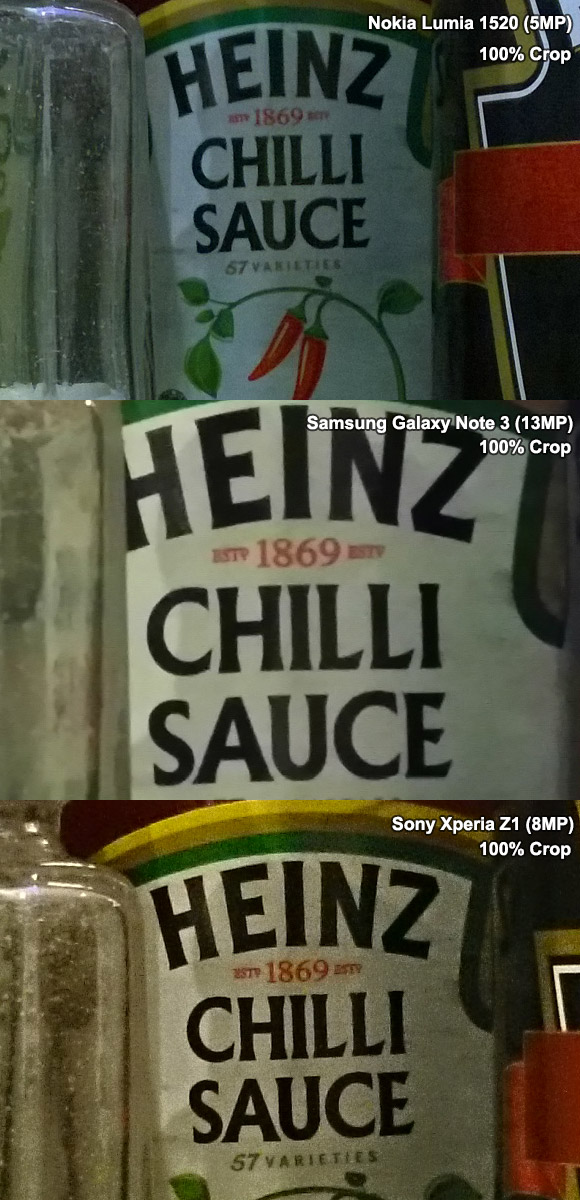 Nokia Lumia 1520 (5MP)
100% Crop
HEINZ
ESTD 1869 ESTD
CHILLI
SAUCE
57 VARIETIES
Samsung Galaxy Note 3 (13MP)
100% Crop
HEINZ
ESTD 1869 ESTD
CHILLI
SAUCE
Sony Xperia Z1 (8MP)
100% Crop
HEINZ
ESTD 1869 ESTD
CHILLI
SAUCE
57 VARIETIES